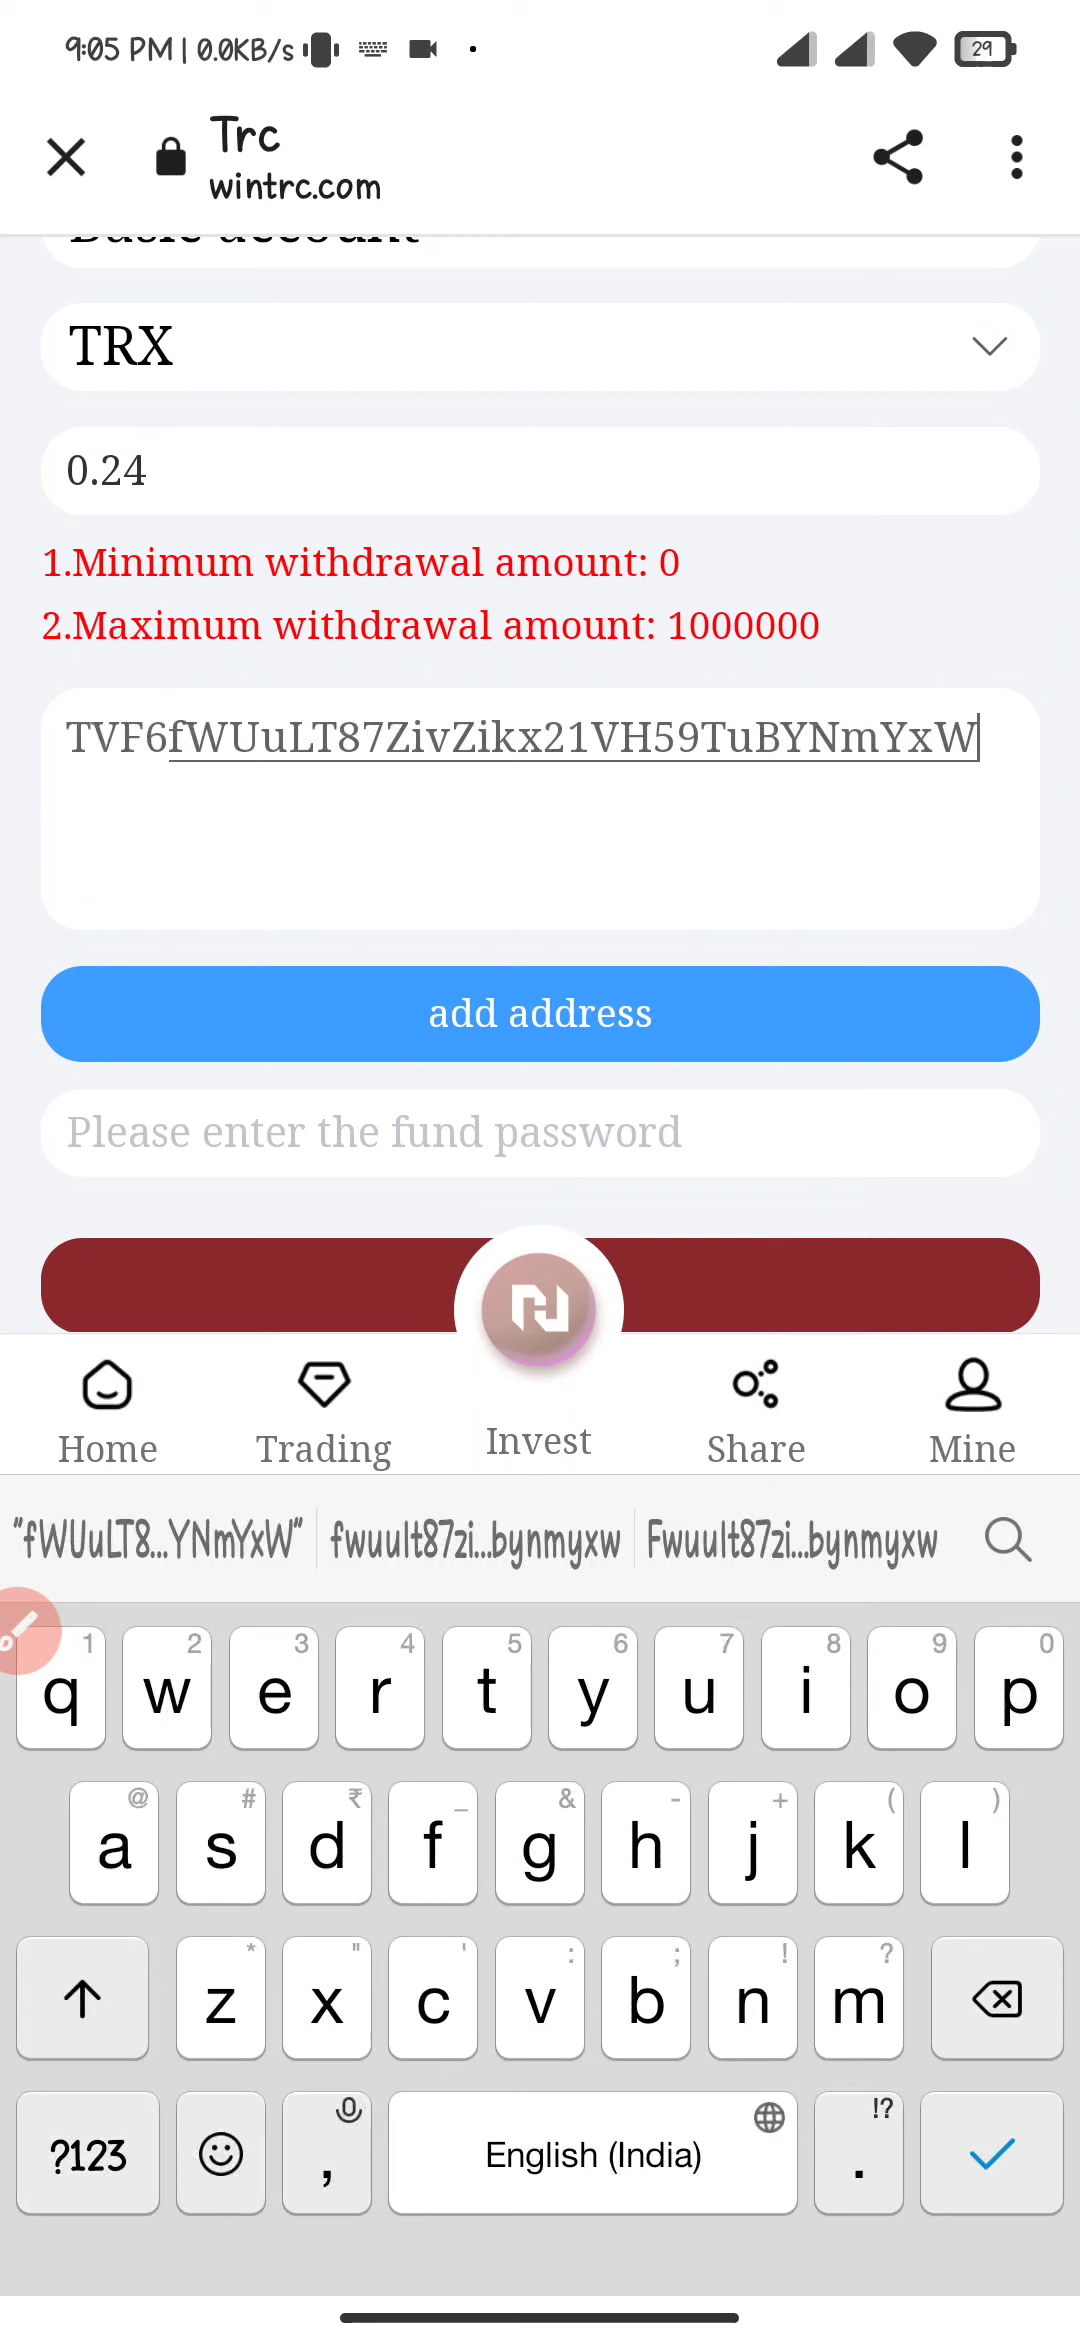 9:05 PM | 0.0KB/s
29
Trc
wintrc.com
Basic account
TRX
0.24
1.Minimum withdrawal amount: 0
2.Maximum withdrawal amount: 1000000
TVF6fWUuLT87ZivZikx21VH59TuBYNmYxW
add address
Please enter the fund password
Home
Trading
Invest
Share
Mine
"fWUuLT8...YNmYxW"
fwuult87zi...bynmyxw
Fwuult87zi...bynmyxw
1 2 3 4 5 6 7 8 9 0
q w e r t y u i o p
@ # ₹ _ & - + ( )
a s d f g h j k l
* " ' : ; ! ?
z x c v b n m
!?
?123 , English (India) .